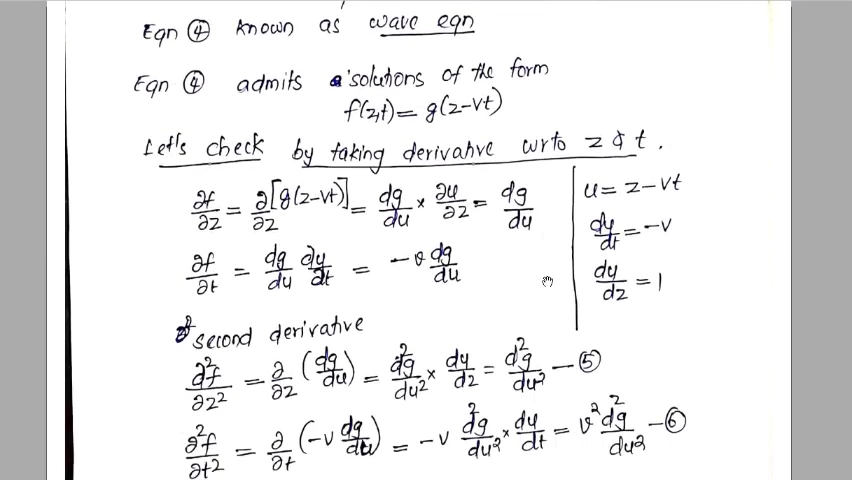 Eqn ④ known as wave eqn
Eqn ④ admits solutions of the form
f(z,t) = g(z-vt)
Let's check by taking derivative wrto z & t.
∂f/∂z = ∂/∂z [g(z-vt)] = dg/du × ∂u/∂z = dg/du
u = z-vt
du/dt = -v
∂f/∂t = dg/du du/dt = -v dg/du
du/dz = 1
second derivative
∂²f/∂z² = ∂/∂z (dg/du) = d²g/du² × du/dz = d²g/du² — ⑤
∂²f/∂t² = ∂/∂t (-v dg/du) = -v d²g/du² × du/dt = v² d²g/du² — ⑥